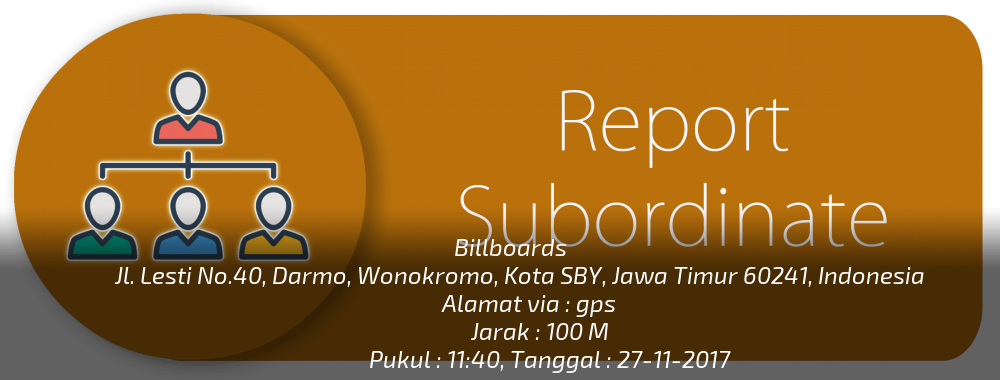 Report
Subordinate
Billboards
Jl. Lesti No.40, Darmo, Wonokromo, Kota SBY, Jawa Timur 60241, Indonesia
Alamat via : gps
Jarak : 100 M
Pukul : 11:40, Tanggal : 27-11-2017